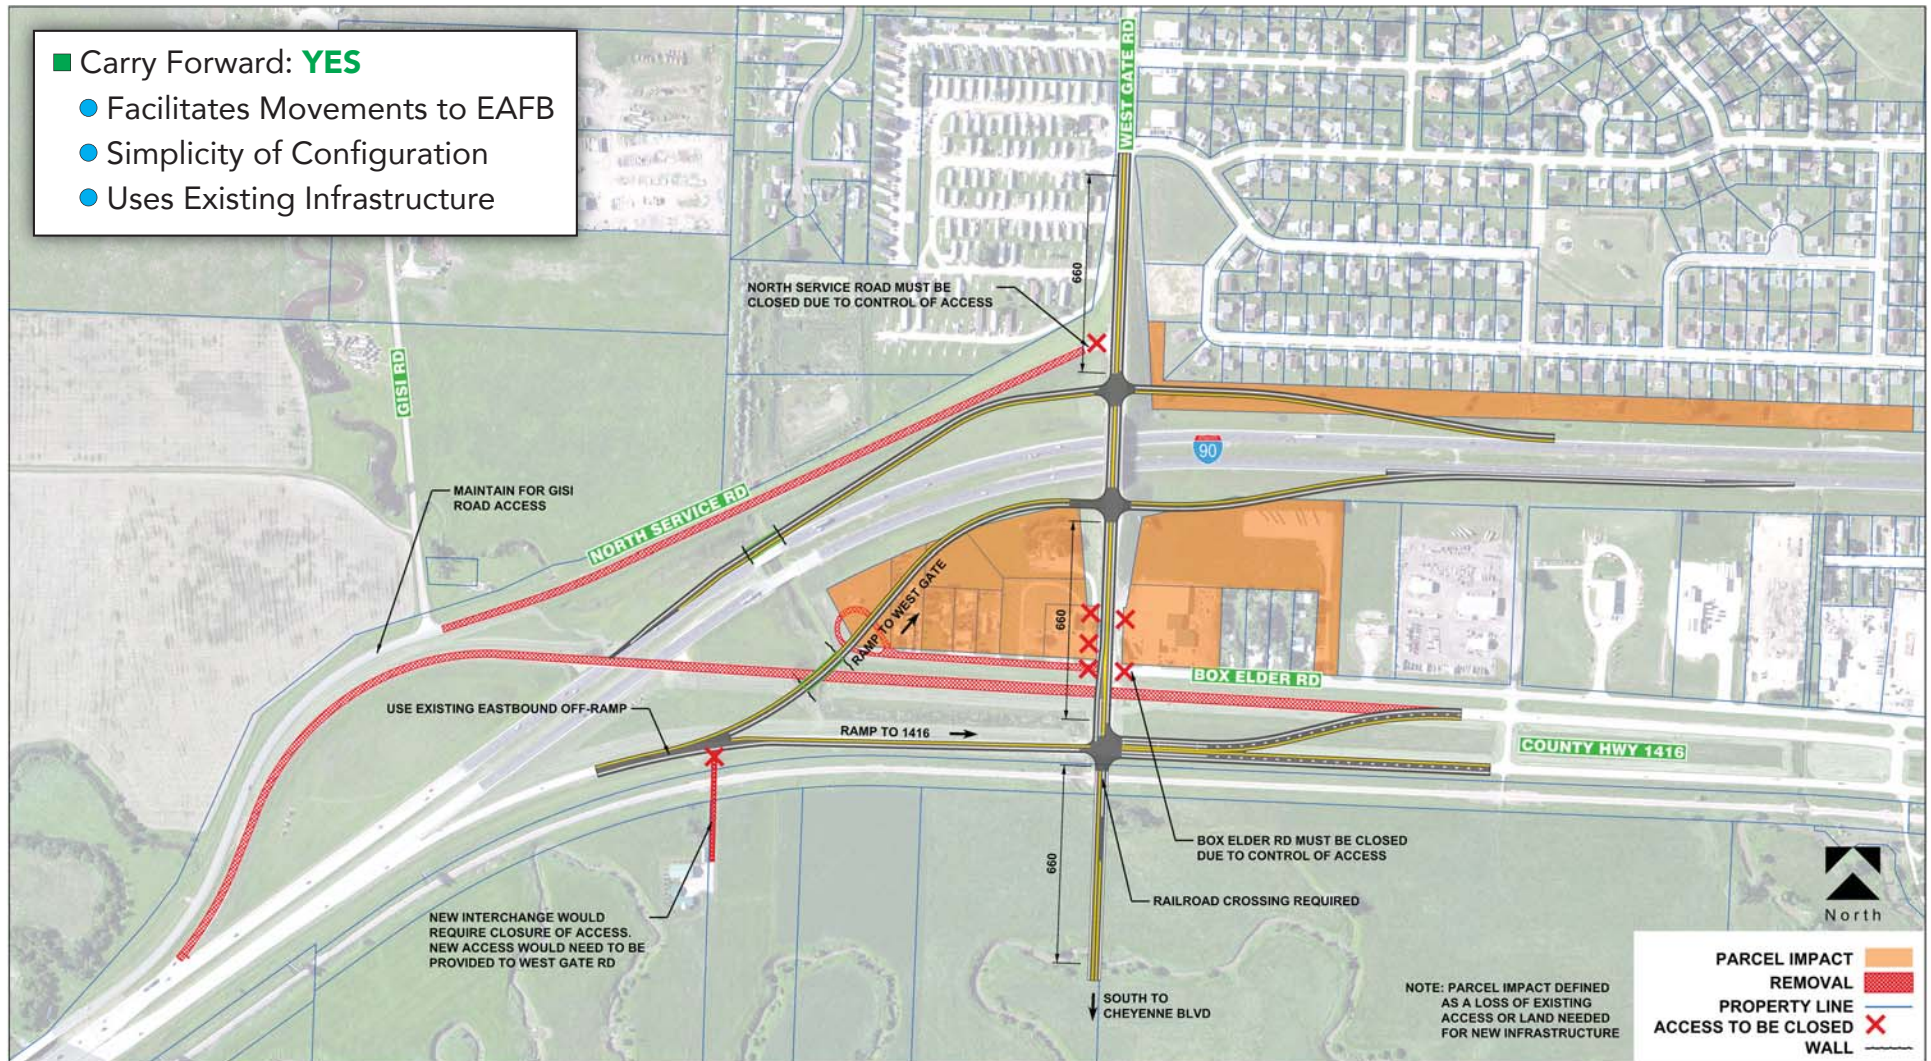 Carry Forward: YES
Facilitates Movements to EAFB
Simplicity of Configuration
Uses Existing Infrastructure
WEST GATE RD
660
NORTH SERVICE ROAD MUST BE
CLOSED DUE TO CONTROL OF ACCESS
GISI RD
90
MAINTAIN FOR GISI
ROAD ACCESS
NORTH SERVICE RD
RAMP TO WEST GATE
660
BOX ELDER RD
USE EXISTING EASTBOUND OFF-RAMP
RAMP TO 1416
COUNTY HWY 1416
BOX ELDER RD MUST BE CLOSED
DUE TO CONTROL OF ACCESS
660
RAILROAD CROSSING REQUIRED
NEW INTERCHANGE WOULD
REQUIRE CLOSURE OF ACCESS.
NEW ACCESS WOULD NEED TO BE
PROVIDED TO WEST GATE RD
SOUTH TO
CHEYENNE BLVD
North
NOTE: PARCEL IMPACT DEFINED
AS A LOSS OF EXISTING
ACCESS OR LAND NEEDED
FOR NEW INFRASTRUCTURE
PARCEL IMPACT
REMOVAL
PROPERTY LINE
ACCESS TO BE CLOSED
WALL